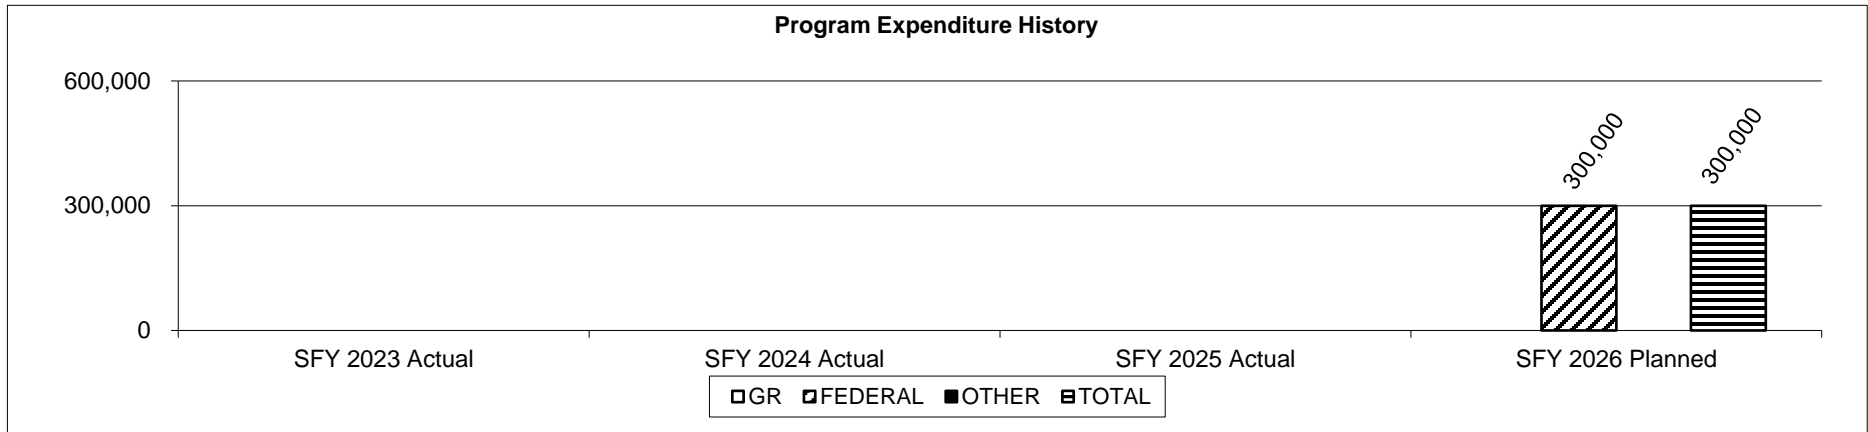 Program Expenditure History
600,000
300,000
0
300,000
300,000
SFY 2023 Actual
SFY 2024 Actual
SFY 2025 Actual
SFY 2026 Planned
GR FEDERAL OTHER TOTAL